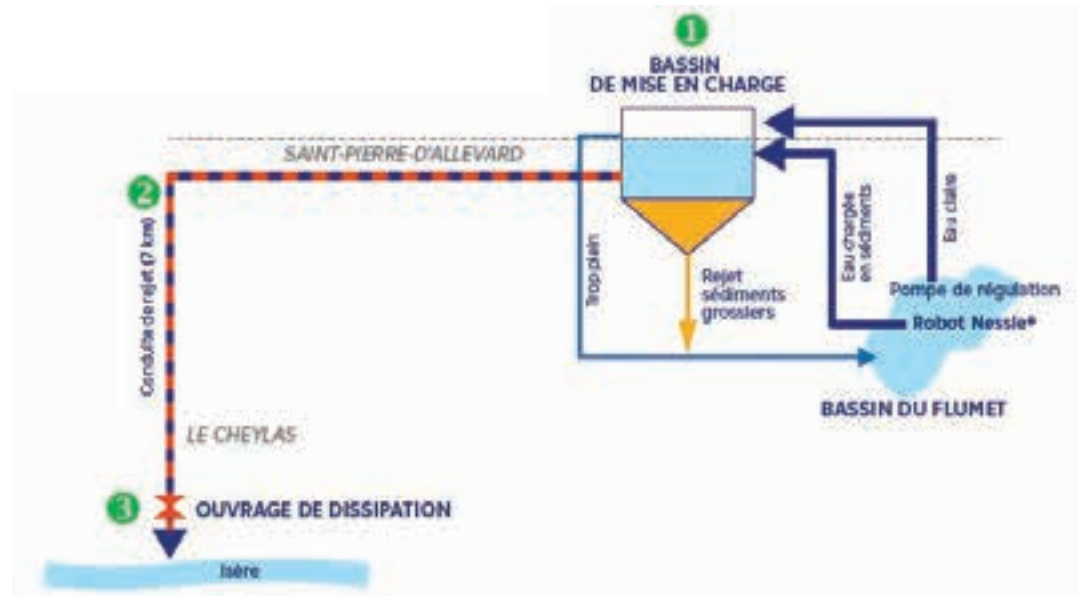 1
BASSIN
DE MISE EN CHARGE
SAINT-PIERRE-D'ALLEVARD
2
Conduite de rejet (7 kms)
Trop plein
Rejet
sédiments
grossiers
Eau chargée
en sédiments
Eau claire
Pompe de régulation
Robot Nessie®
BASSIN DU FLUMET
LE CHEYLAS
3
OUVRAGE DE DISSIPATION
Isère